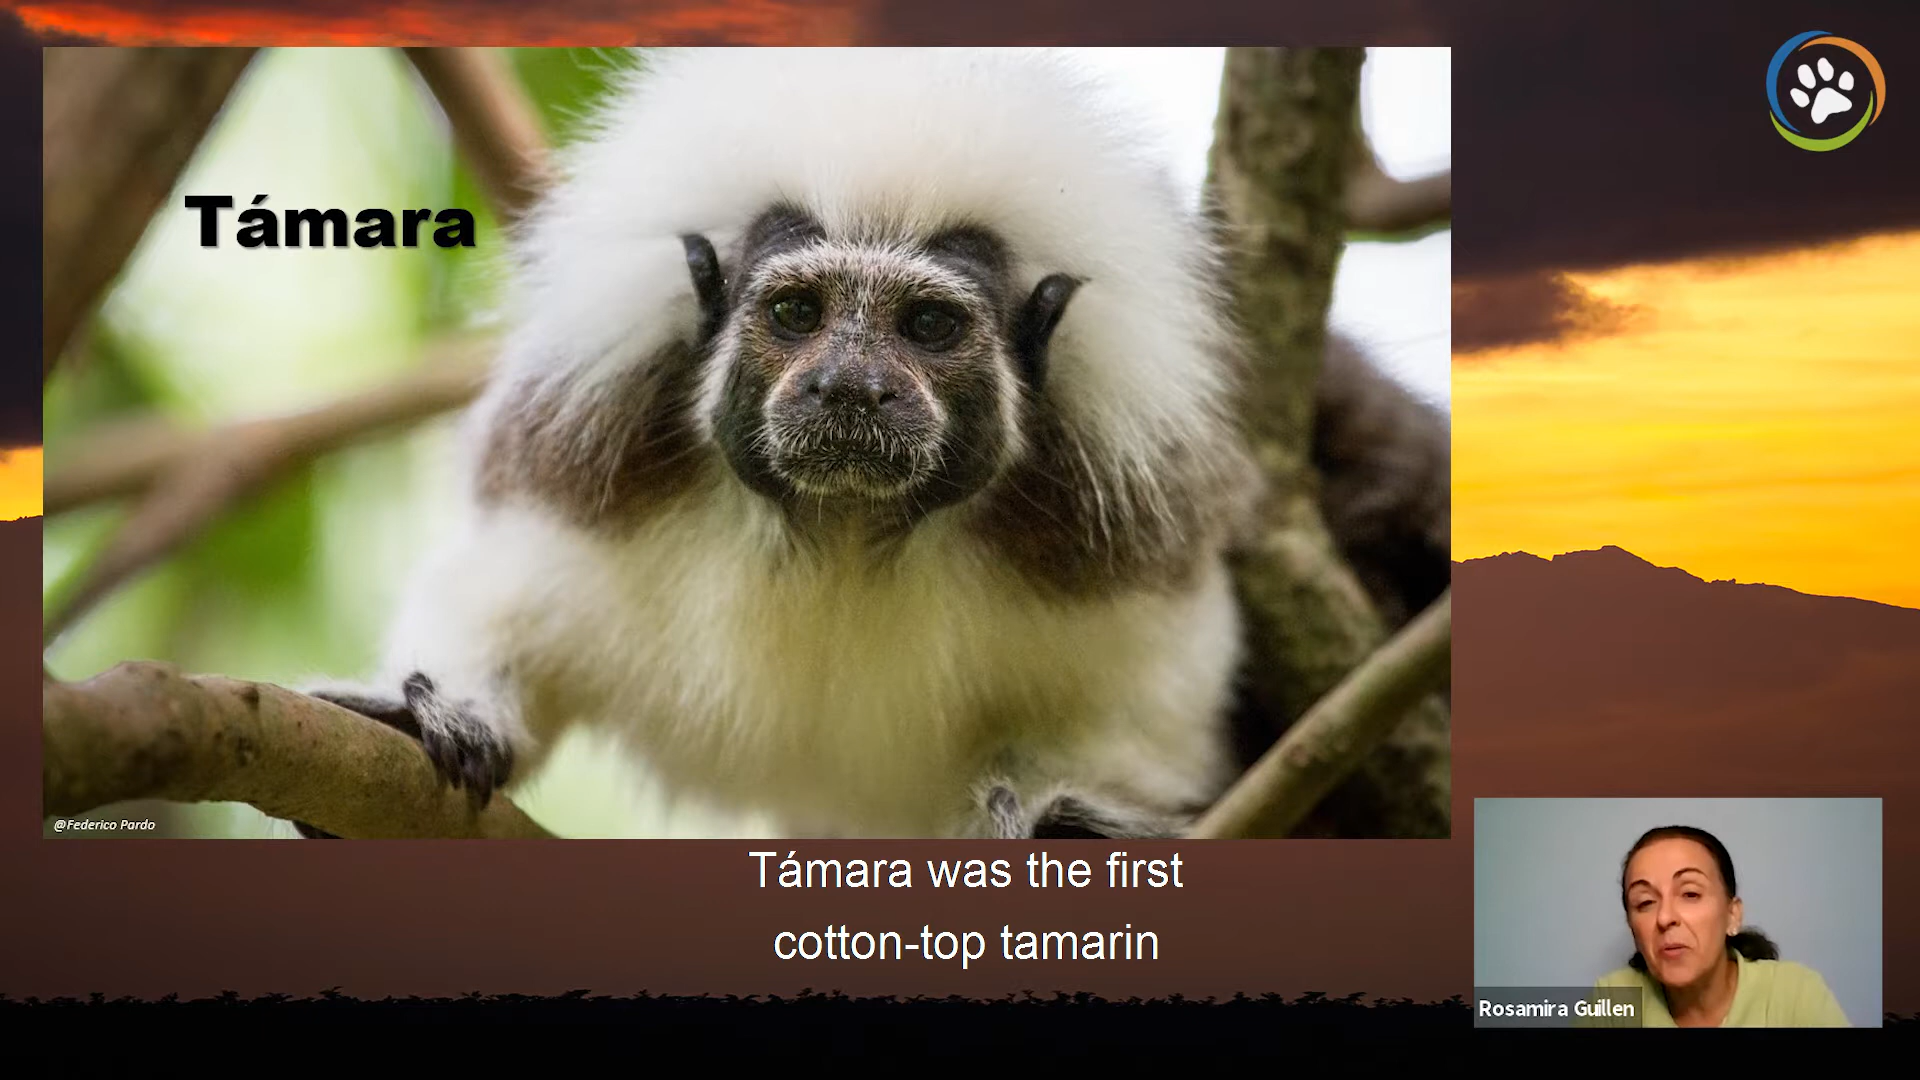 Támara
@Federico Pardo
Támara was the first
cotton-top tamarin
Rosamira Guillen